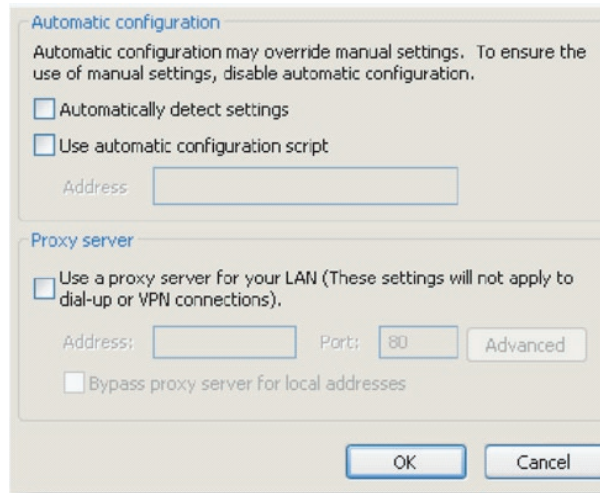 Automatic configuration
Automatic configuration may override manual settings. To ensure the
use of manual settings, disable automatic configuration.
Automatically detect settings
Use automatic configuration script
Address
Proxy server
Use a proxy server for your LAN (These settings will not apply to
dial-up or VPN connections).
Address: Port: 80 Advanced
Bypass proxy server for local addresses
OK Cancel